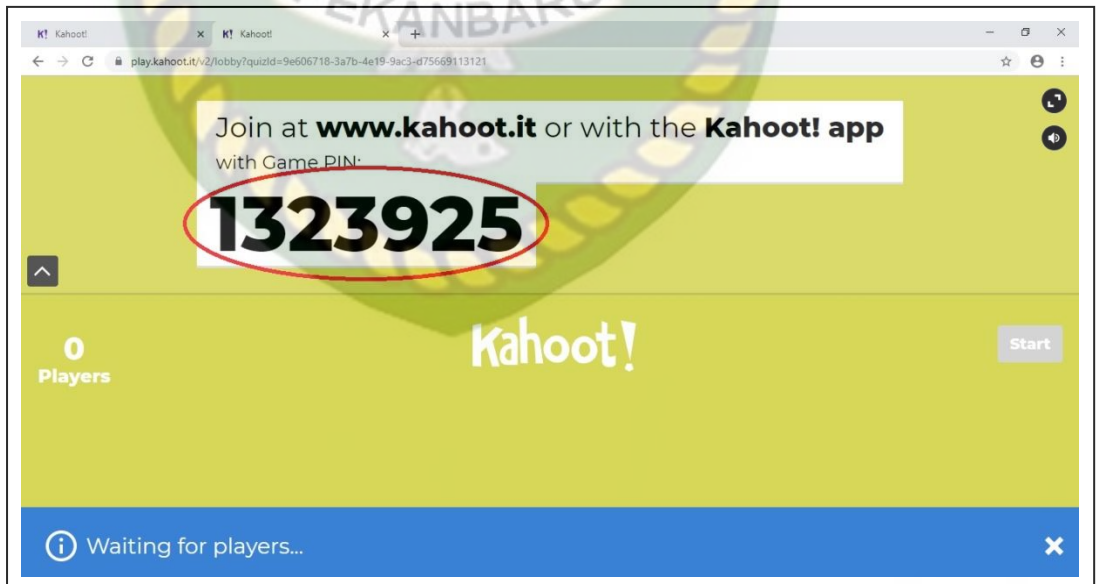 EKANBARU
K! Kahoot! × K! Kahoot! × +
play.kahoot.it/v2/lobby?quizId=9e606718-3a7b-4e19-9ac3-d75669113121
Join at www.kahoot.it or with the Kahoot! app
with Game PIN:
1323925
Kahoot!
0
Players
Start
Waiting for players...